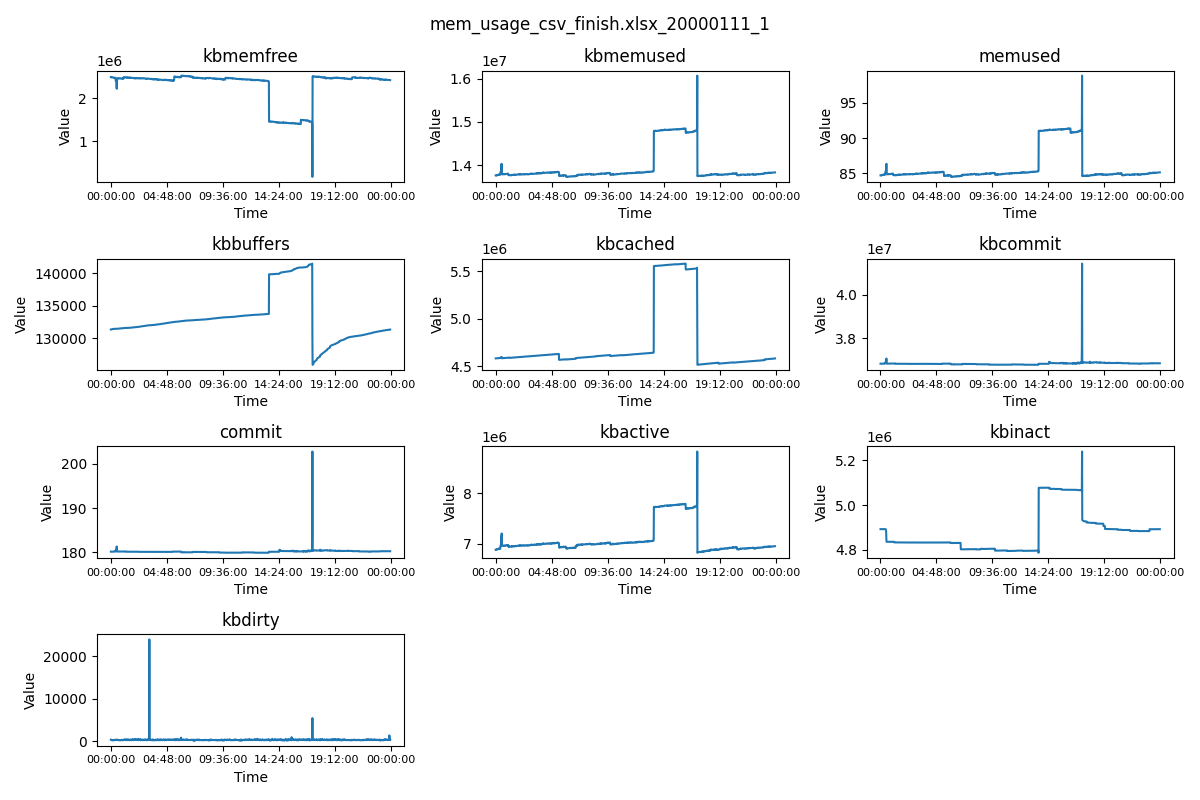 mem_usage_csv_finish.xlsx_20000111_1
kbmemfree
1e6
2
1
Value
00:00:00 04:48:00 09:36:00 14:24:00 19:12:00 00:00:00
Time
kbmemused
1e7
1.6
1.5
1.4
Value
00:00:00 04:48:00 09:36:00 14:24:00 19:12:00 00:00:00
Time
memused
95
90
85
Value
00:00:00 04:48:00 09:36:00 14:24:00 19:12:00 00:00:00
Time
kbbuffers
140000
135000
130000
Value
00:00:00 04:48:00 09:36:00 14:24:00 19:12:00 00:00:00
Time
kbcached
1e6
5.5
5.0
4.5
Value
00:00:00 04:48:00 09:36:00 14:24:00 19:12:00 00:00:00
Time
kbcommit
1e7
4.0
3.8
Value
00:00:00 04:48:00 09:36:00 14:24:00 19:12:00 00:00:00
Time
commit
200
190
180
Value
00:00:00 04:48:00 09:36:00 14:24:00 19:12:00 00:00:00
Time
kbactive
1e6
8
7
Value
00:00:00 04:48:00 09:36:00 14:24:00 19:12:00 00:00:00
Time
kbinact
1e6
5.2
5.0
4.8
Value
00:00:00 04:48:00 09:36:00 14:24:00 19:12:00 00:00:00
Time
kbdirty
20000
10000
0
Value
00:00:00 04:48:00 09:36:00 14:24:00 19:12:00 00:00:00
Time